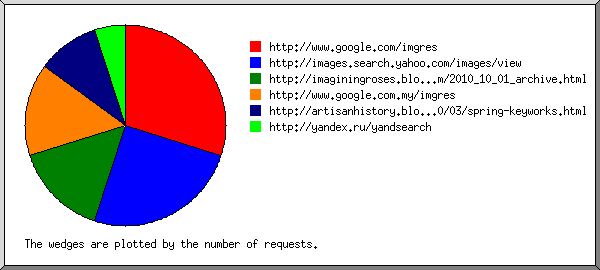 http://www.google.com/imgres
http://images.search.yahoo.com/images/view
http://imaginingroses.blo...m/2010_10_01_archive.html
http://www.google.com.my/imgres
http://artisanhistory.blo...0/03/spring-keyworks.html
http://yandex.ru/yandsearch
The wedges are plotted by the number of requests.